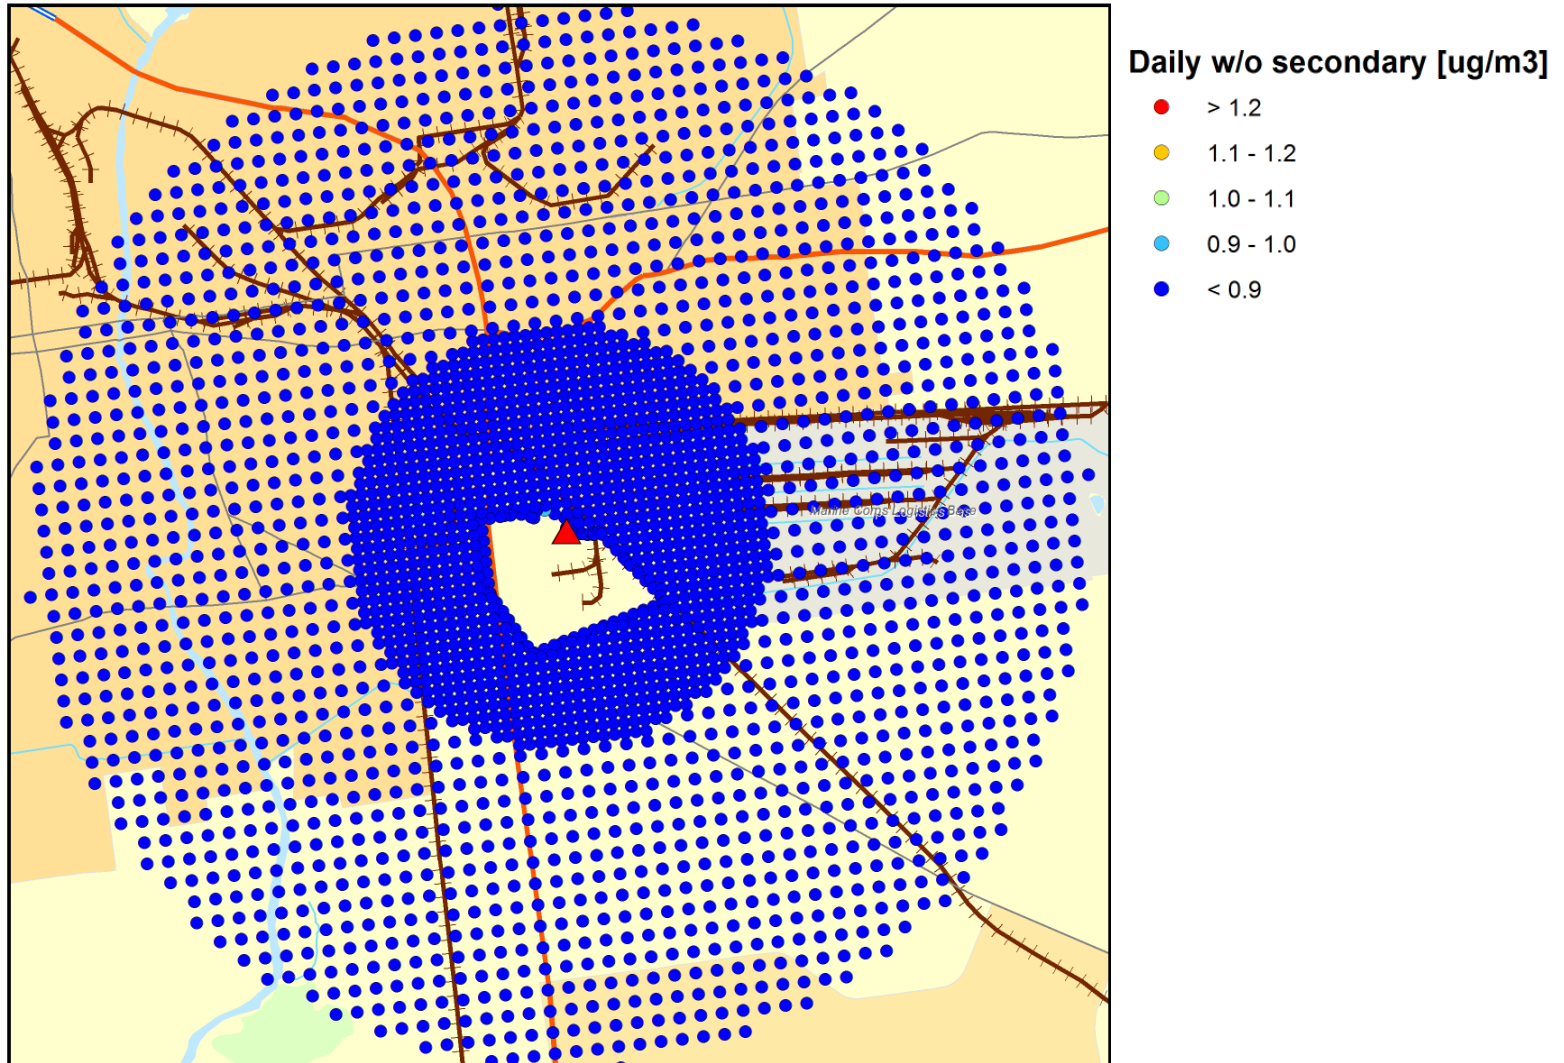 Daily w/o secondary [ug/m3]
> 1.2
1.1 - 1.2
1.0 - 1.1
0.9 - 1.0
< 0.9
Marine Corps Logistics Base